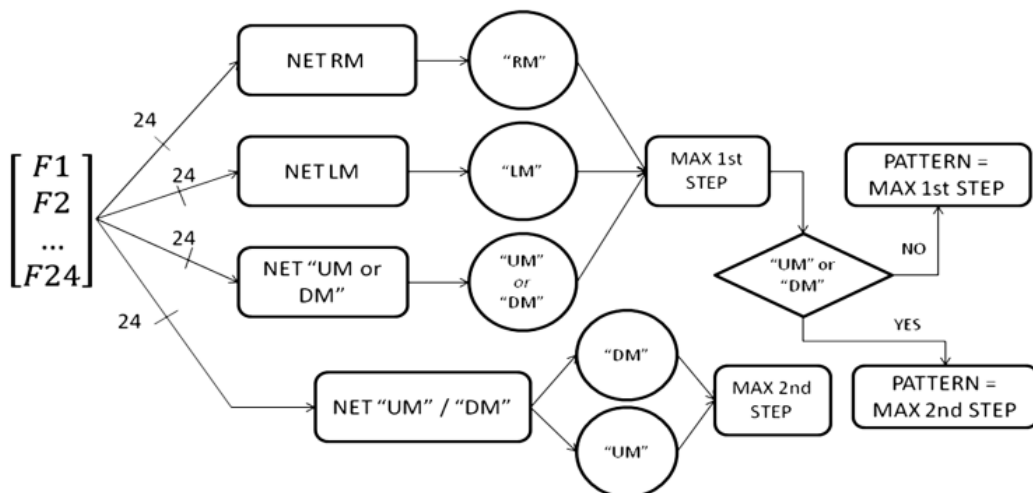 F1
F2
...
F24
24
24
24
24
NET RM
"RM"
NET LM
"LM"
NET "UM or
DM"
"UM"
or
"DM"
NET "UM" / "DM"
"DM"
"UM"
MAX 1st
STEP
"UM" or
"DM"
NO
PATTERN =
MAX 1st STEP
YES
MAX 2nd
STEP
PATTERN =
MAX 2nd STEP